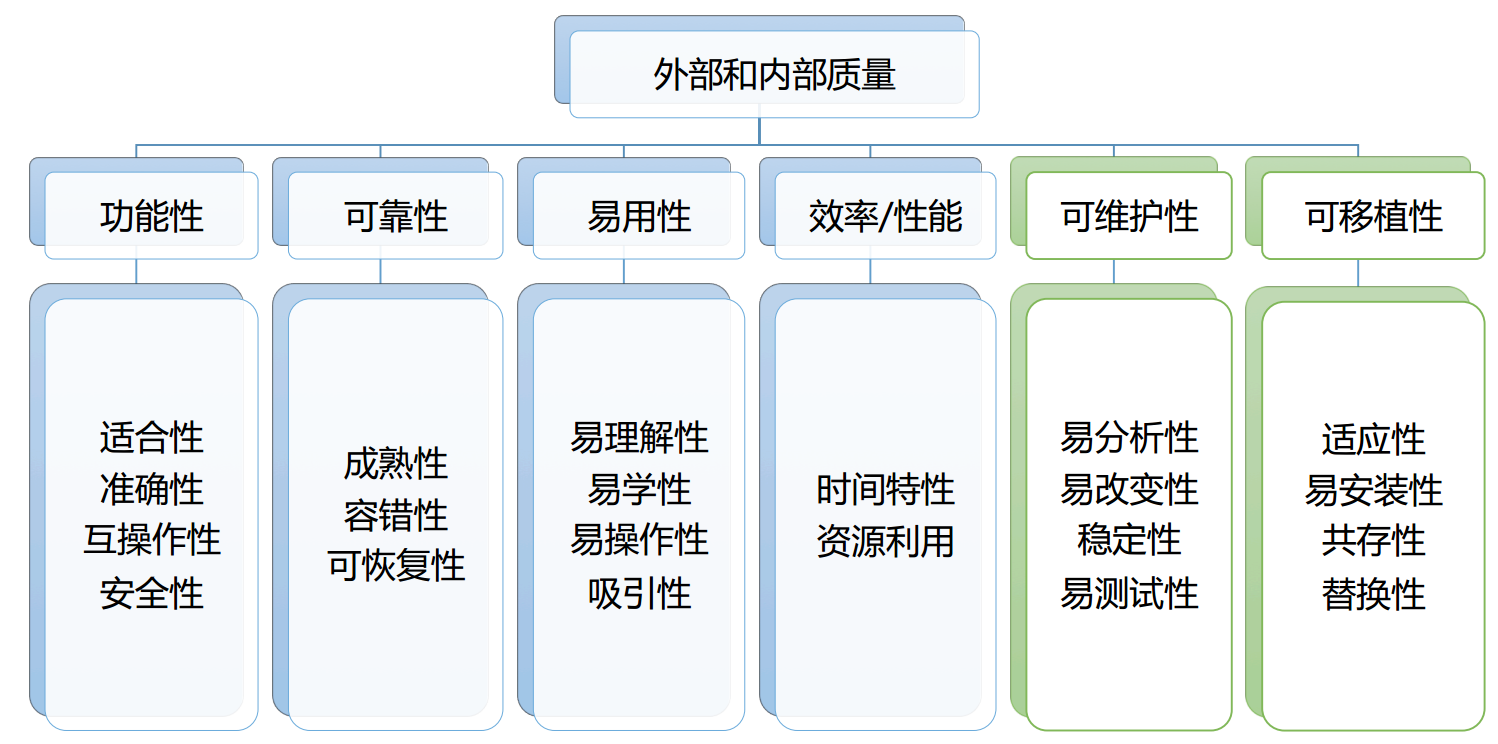 外部和内部质量
功能性
可靠性
易用性
效率/性能
可维护性
可移植性
适合性
准确性
互操作性
安全性
成熟性
容错性
可恢复性
易理解性
易学性
易操作性
吸引性
时间特性
资源利用
易分析性
易改变性
稳定性
易测试性
适应性
易安装性
共存性
替换性